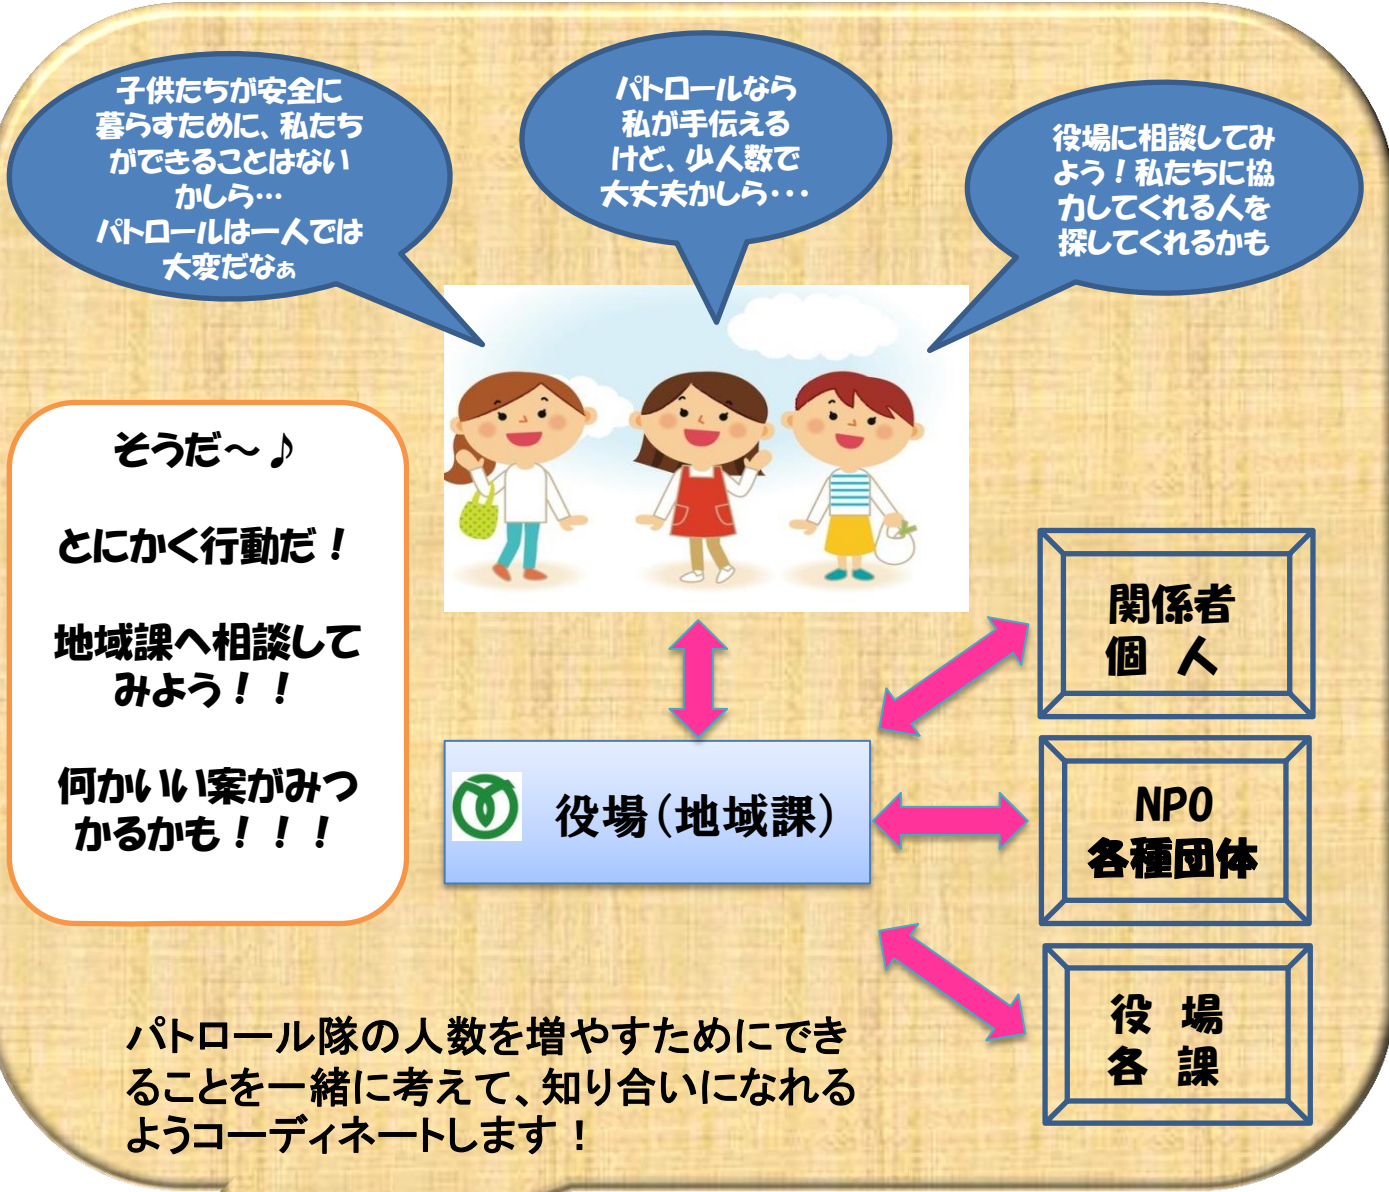 子供たちが安全に
暮らすために、私たち
ができることはない
かしら…
パトロールは一人では
大変だなぁ
パトロールなら
私が手伝える
けど、少人数で
大丈夫かしら・・・
役場に相談してみ
よう！私たちに協
力してくれる人を
探してくれるかも
そうだ～♪
とにかく行動だ！
地域課へ相談して
みよう！！
何かいい案がみつ
かるかも！！！
関係者
個　人
役場（地域課）
NPO
各種団体
役　場
各　課
パトロール隊の人数を増やすためにでき
ることを一緒に考えて、知り合いになれる
ようコーディネートします！